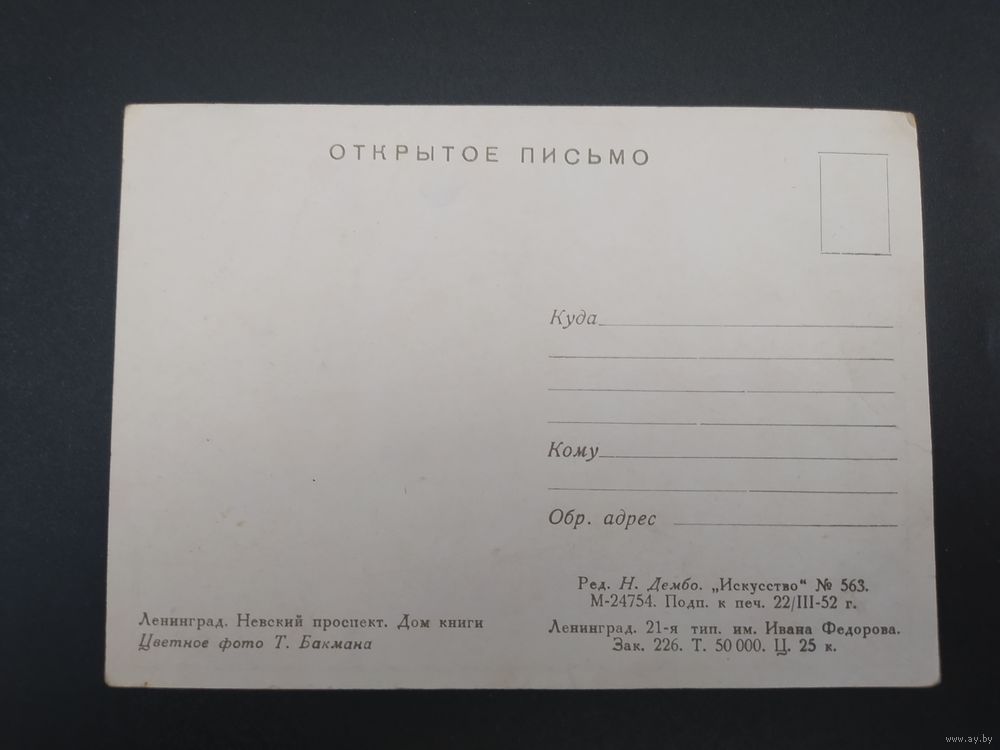 ОТКРЫТОЕ ПИСЬМО
Куда
Кому
Обр. адрес
Ред. Н. Дембо. „Искусство“ № 563.
М-24754. Подп. к печ. 22/III-52 г.
Ленинград. 21-я тип. им. Ивана Федорова.
Зак. 226. Т. 50 000. Ц. 25 к.
Ленинград. Невский проспект. Дом книги
Цветное фото Т. Бакмана
www.ay.by